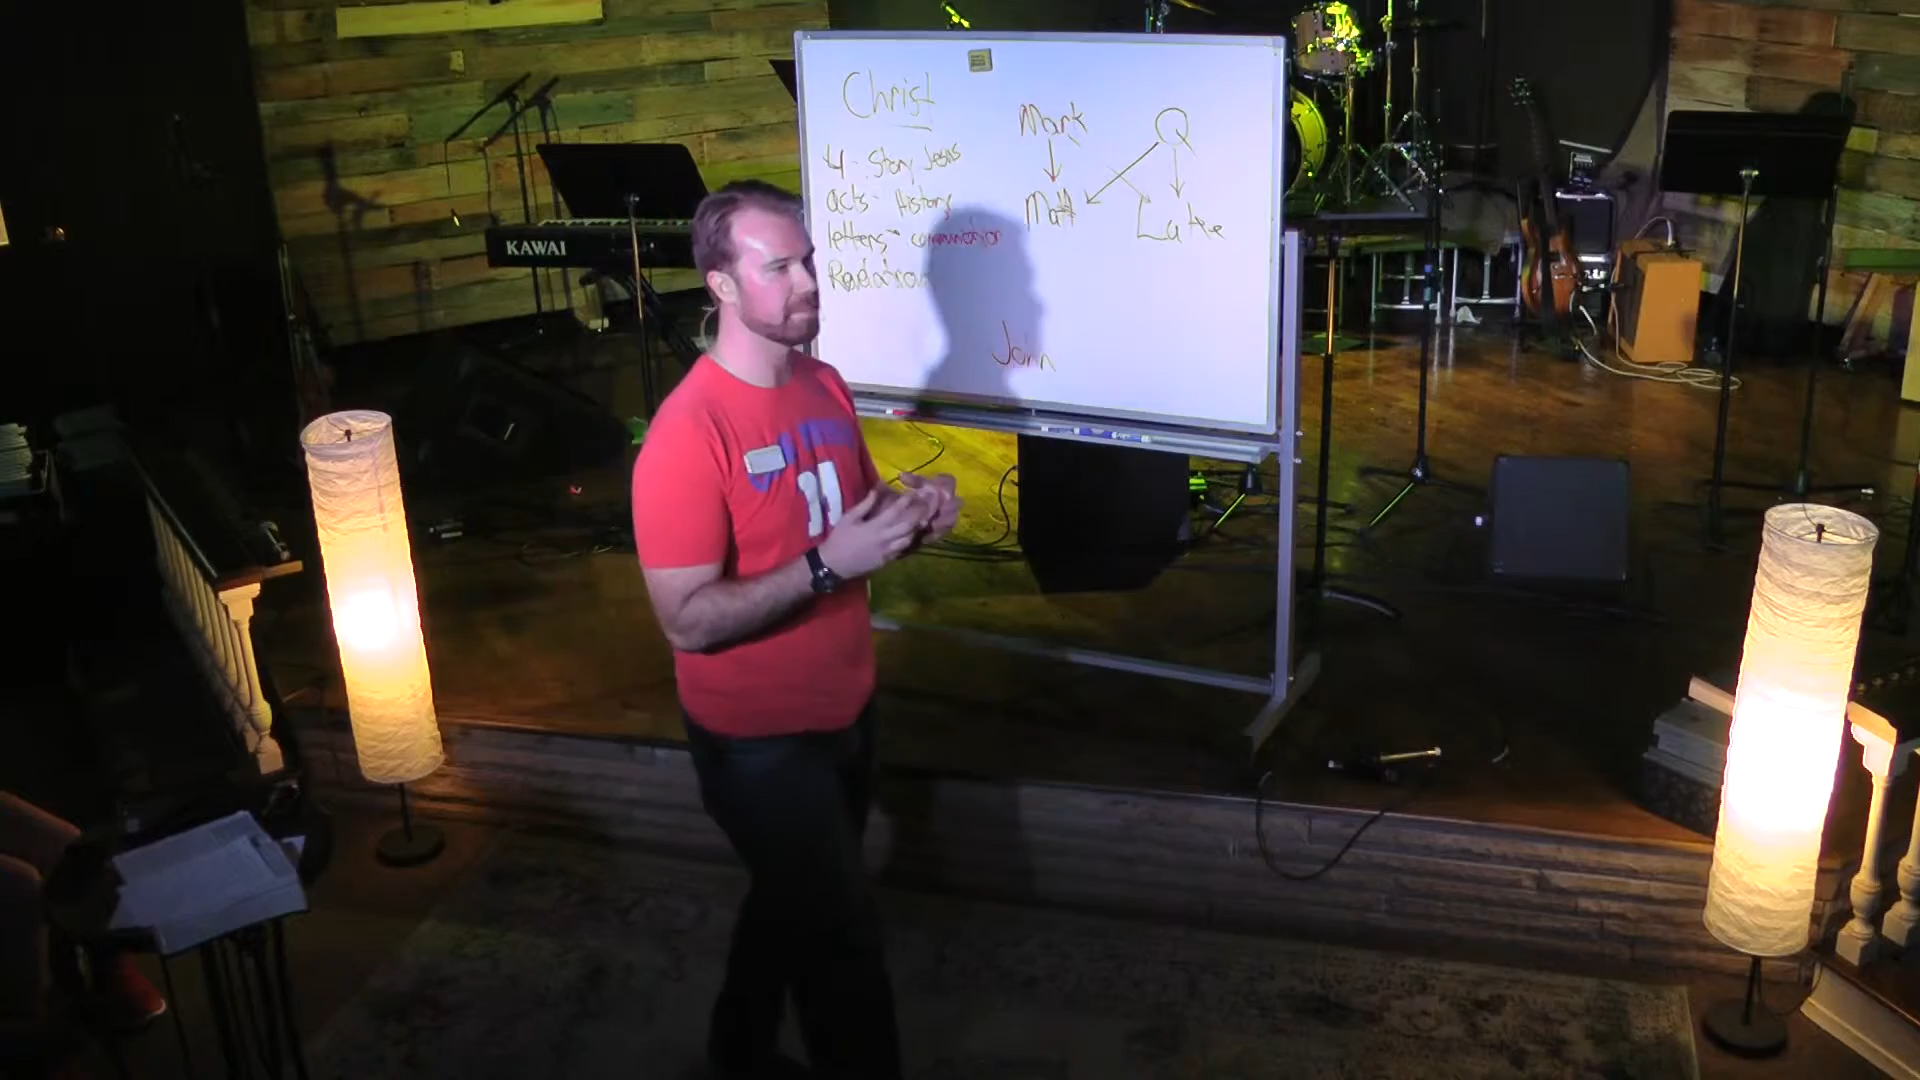 Christ
4 - Story Jesus
acts - History
letters - communication
Revelation
Mark
Q
Matt
Luke
John
KAWAI